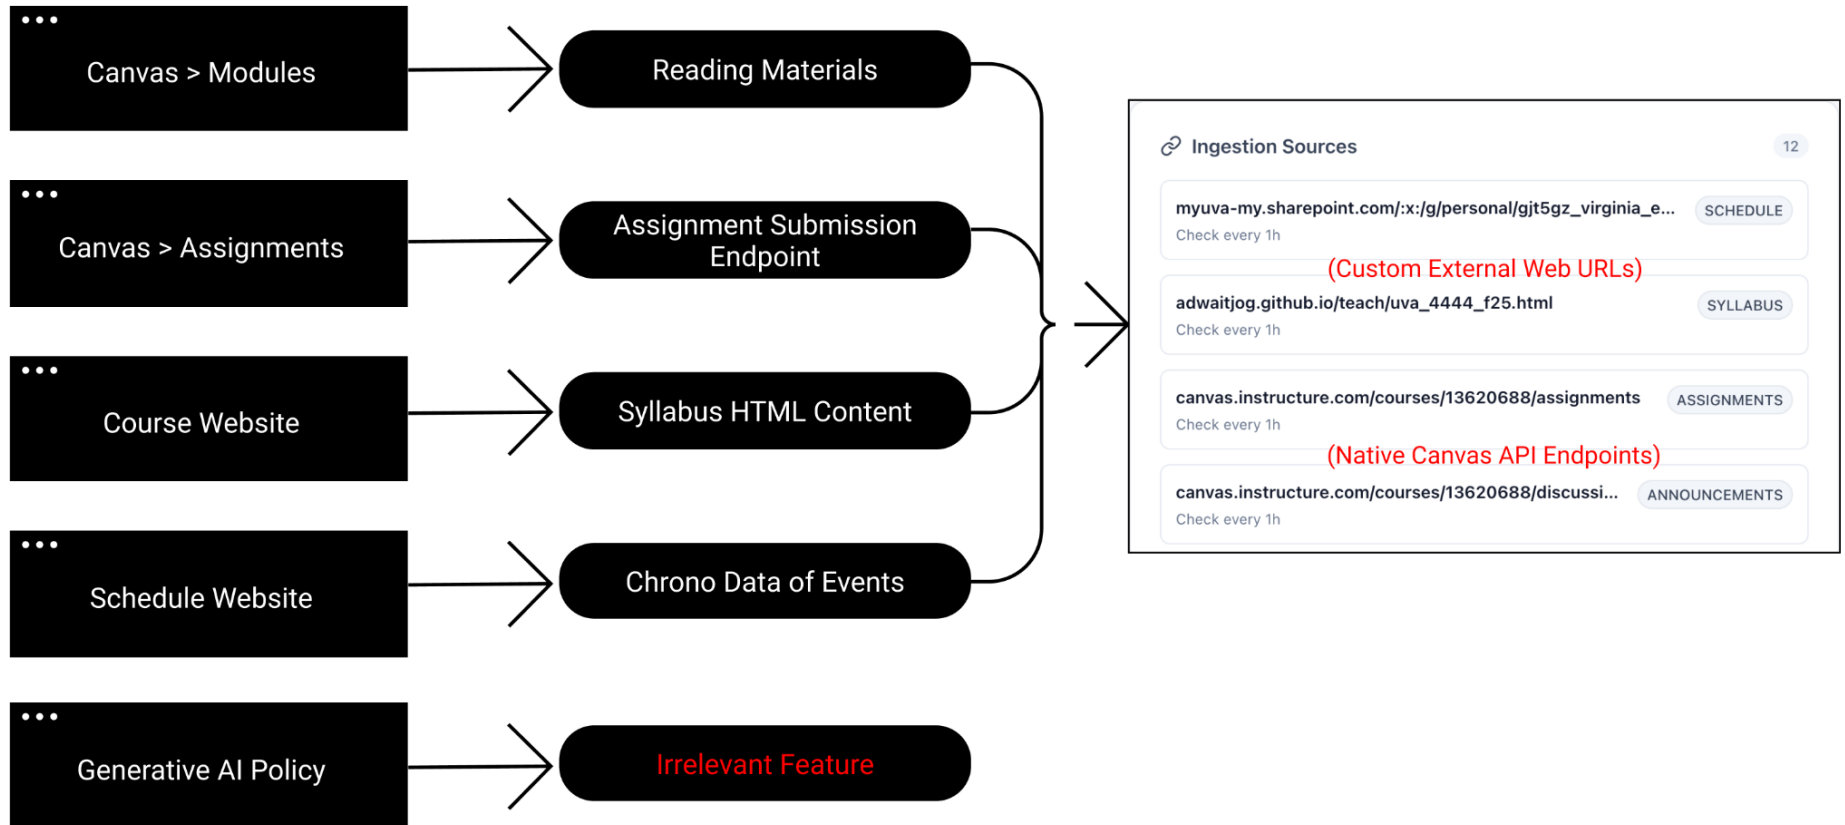 Canvas > Modules
Reading Materials
Canvas > Assignments
Assignment Submission
Endpoint
Course Website
Syllabus HTML Content
Schedule Website
Chrono Data of Events
Generative AI Policy
Irrelevant Feature
Ingestion Sources
12
myuva-my.sharepoint.com/:x:/g/personal/gjt5gz_virginia_e...
SCHEDULE
Check every 1h
(Custom External Web URLs)
adwaitjog.github.io/teach/uva_4444_f25.html
SYLLABUS
Check every 1h
canvas.instructure.com/courses/13620688/assignments
ASSIGNMENTS
Check every 1h
(Native Canvas API Endpoints)
canvas.instructure.com/courses/13620688/discussi...
ANNOUNCEMENTS
Check every 1h